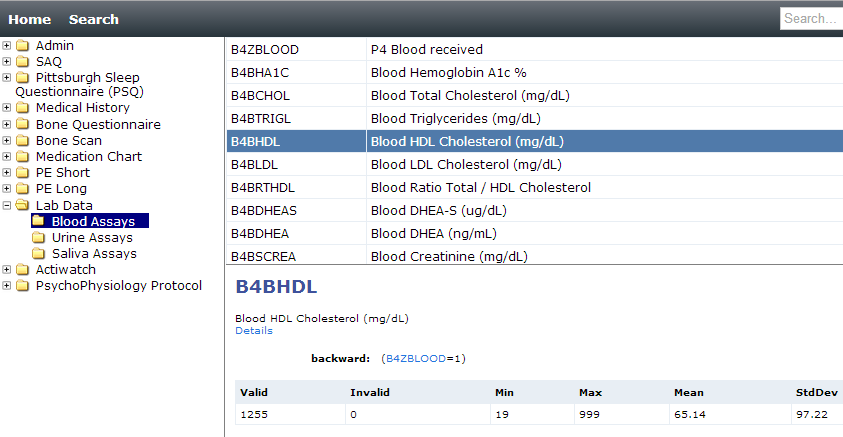 Home Search Search...
Admin
SAQ
Pittsburgh Sleep
Questionnaire (PSQ)
Medical History
Bone Questionnaire
Bone Scan
Medication Chart
PE Short
PE Long
Lab Data
Blood Assays
Urine Assays
Saliva Assays
Actiwatch
PsychoPhysiology Protocol
B4ZBLOOD P4 Blood received
B4BHA1C Blood Hemoglobin A1c %
B4BCHOL Blood Total Cholesterol (mg/dL)
B4BTRIGL Blood Triglycerides (mg/dL)
B4BHDL Blood HDL Cholesterol (mg/dL)
B4BLDL Blood LDL Cholesterol (mg/dL)
B4BRTHDL Blood Ratio Total / HDL Cholesterol
B4BDHEAS Blood DHEA-S (ug/dL)
B4BDHEA Blood DHEA (ng/mL)
B4BSCREA Blood Creatinine (mg/dL)
B4BHDL
Blood HDL Cholesterol (mg/dL)
Details
backward: (B4ZBLOOD=1)
Valid Invalid Min Max Mean StdDev
1255 0 19 999 65.14 97.22